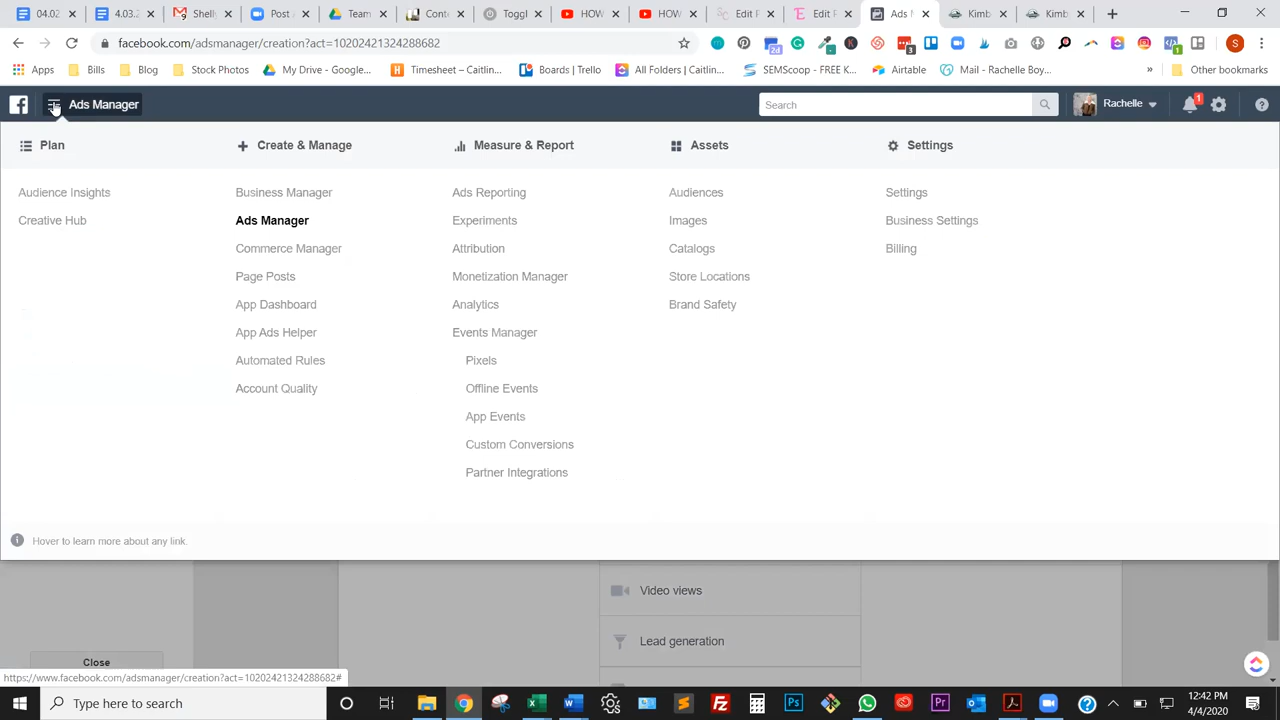 04.02
4.03.2
Shelly
Post
Team
Conte
Toggl
HOW
HOW
Edit P
Edit P
Ads M
Kimb
Kimb
facebook.com/adsmanager/creation?act=10202421324288682
Apps
Bills
Blog
Stock Photos
My Drive - Google...
Timesheet – Caitlin...
Boards | Trello
All Folders | Caitlin...
SEMScoop - FREE K...
Airtable
Mail - Rachelle Boy...
»
Other bookmarks
Ads Manager
Search
Rachelle
1
Plan
Create & Manage
Measure & Report
Assets
Settings
Audience Insights
Business Manager
Ads Reporting
Audiences
Settings
Creative Hub
Ads Manager
Experiments
Images
Business Settings
Commerce Manager
Attribution
Catalogs
Billing
Page Posts
Monetization Manager
Store Locations
App Dashboard
Analytics
Brand Safety
App Ads Helper
Events Manager
Automated Rules
Pixels
Account Quality
Offline Events
App Events
Custom Conversions
Partner Integrations
Hover to learn more about any link.
Video views
Lead generation
Close
https://www.facebook.com/adsmanager/creation?act=10202421324288682#
Type here to search
12:42 PM
4/4/2020